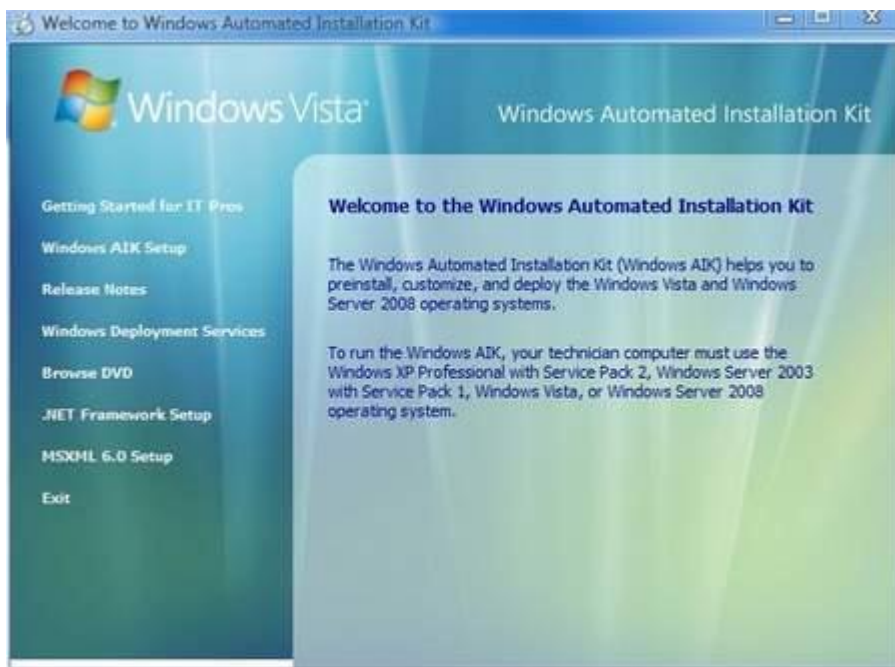 Welcome to Windows Automated Installation Kit
Windows Vista
Windows Automated Installation Kit
Getting Started for IT Pros
Windows AIK Setup
Release Notes
Windows Deployment Services
Browse DVD
.NET Framework Setup
MSXML 6.0 Setup
Exit
Welcome to the Windows Automated Installation Kit
The Windows Automated Installation Kit (Windows AIK) helps you to
preinstall, customize, and deploy the Windows Vista and Windows
Server 2008 operating systems.
To run the Windows AIK, your technician computer must use the
Windows XP Professional with Service Pack 2, Windows Server 2003
with Service Pack 1, Windows Vista, or Windows Server 2008
operating system.